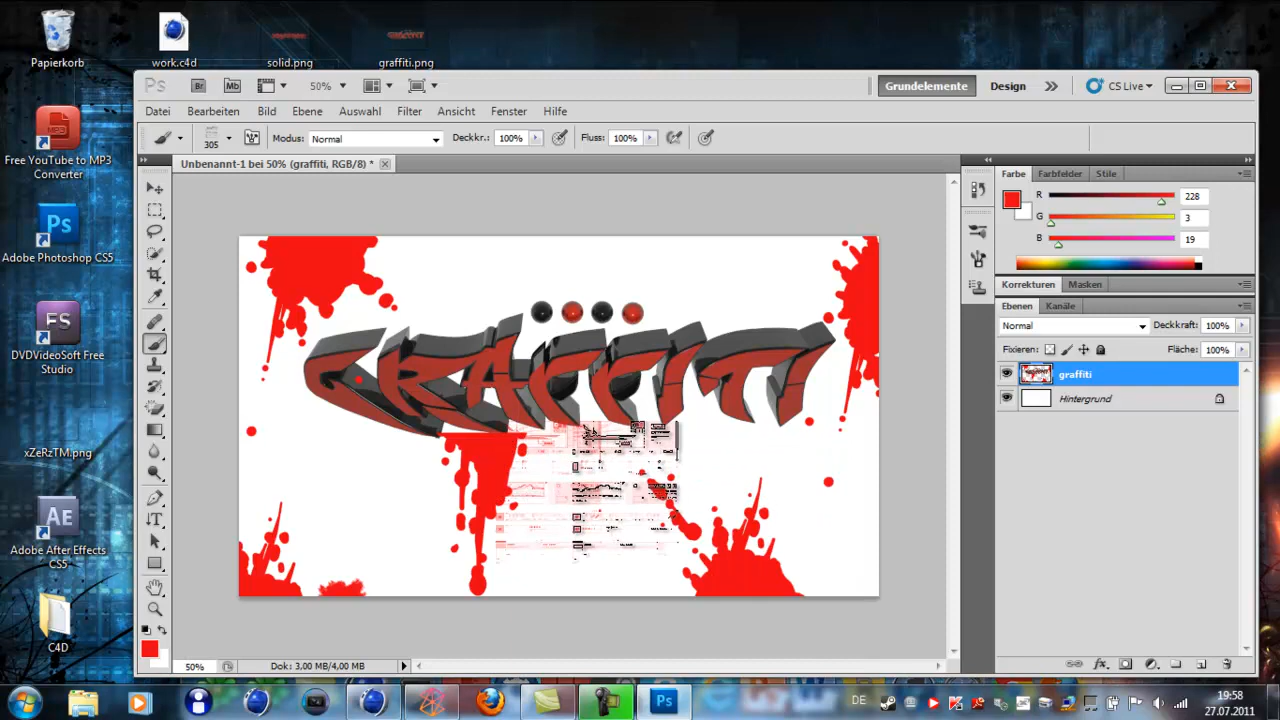 Papierkorb
work.c4d
solid.png
graffiti.png
Free YouTube to MP3 Converter
Adobe Photoshop CS5
DVDVideoSoft Free Studio
xZeRzTM.png
Adobe After Effects CS5
C4D
Ps
Br
Mb
50%
Grundelemente
Design
CS Live
Datei Bearbeiten Bild Ebene Auswahl Filter Ansicht Fenster Hilfe
305
Modus: Normal
Deckkr.: 100%
Fluss: 100%
Unbenannt-1 bei 50% (graffiti, RGB/8) *
GRAFFITI
Farbe Farbfelder Stile
R 228
G 3
B 19
Korrekturen Masken
Ebenen Kanäle
Normal
Deckkraft: 100%
Fixieren:
Fläche: 100%
graffiti
Hintergrund
50%
Dok: 3,00 MB/4,00 MB
DE
19:58
27.07.2011